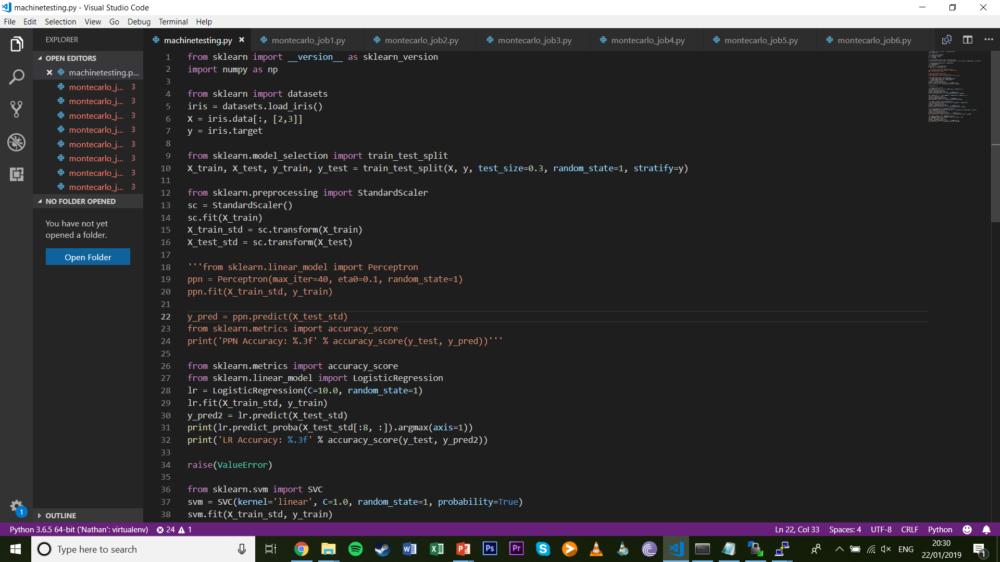 machinetesting.py - Visual Studio Code
File Edit Selection View Go Debug Terminal Help
EXPLORER
OPEN EDITORS
machinetesting.p...
montecarlo_j... 3
montecarlo_j... 3
montecarlo_j... 3
montecarlo_j... 3
montecarlo_j... 3
montecarlo_j... 3
montecarlo_j... 3
montecarlo_j... 3
NO FOLDER OPENED
You have not yet
opened a folder.
Open Folder
OUTLINE
1
machinetesting.py montecarlo_job1.py montecarlo_job2.py montecarlo_job3.py montecarlo_job4.py montecarlo_job5.py montecarlo_job6.py
1 from sklearn import __version__ as sklearn_version
2 import numpy as np
3
4 from sklearn import datasets
5 iris = datasets.load_iris()
6 X = iris.data[:, [2,3]]
7 y = iris.target
8
9 from sklearn.model_selection import train_test_split
10 X_train, X_test, y_train, y_test = train_test_split(X, y, test_size=0.3, random_state=1, stratify=y)
11
12 from sklearn.preprocessing import StandardScaler
13 sc = StandardScaler()
14 sc.fit(X_train)
15 X_train_std = sc.transform(X_train)
16 X_test_std = sc.transform(X_test)
17
18 '''from sklearn.linear_model import Perceptron
19 ppn = Perceptron(max_iter=40, eta0=0.1, random_state=1)
20 ppn.fit(X_train_std, y_train)
21
22 y_pred = ppn.predict(X_test_std)
23 from sklearn.metrics import accuracy_score
24 print('PPN Accuracy: %.3f' % accuracy_score(y_test, y_pred))'''
25
26 from sklearn.metrics import accuracy_score
27 from sklearn.linear_model import LogisticRegression
28 lr = LogisticRegression(C=10.0, random_state=1)
29 lr.fit(X_train_std, y_train)
30 y_pred2 = lr.predict(X_test_std)
31 print(lr.predict_proba(X_test_std[:8, :]).argmax(axis=1))
32 print('LR Accuracy: %.3f' % accuracy_score(y_test, y_pred2))
33
34 raise(ValueError)
35
36 from sklearn.svm import SVC
37 svm = SVC(kernel='linear', C=1.0, random_state=1, probability=True)
38 svm.fit(X_train_std, y_train)
Python 3.6.5 64-bit ('Nathan': virtualenv) 24 1 Ln 22, Col 33 Spaces: 4 UTF-8 CRLF Python
Type here to search
Ps Pr
ENG
20:30
22/01/2019
1